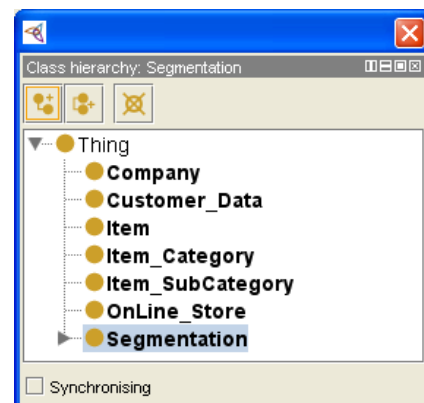 Class hierarchy: Segmentation
Thing
Company
Customer_Data
Item
Item_Category
Item_SubCategory
OnLine_Store
Segmentation
Synchronising